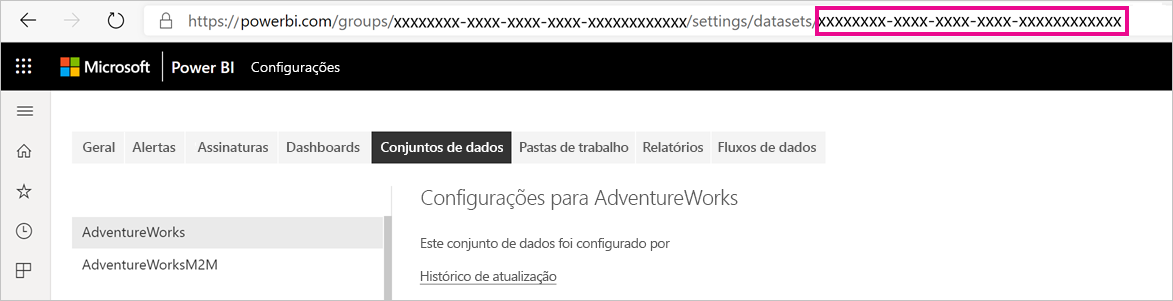 https://powerbi.com/groups/xxxxxxxx-xxxx-xxxx-xxxx-xxxxxxxxxxxx/settings/datasets/xxxxxxxx-xxxx-xxxx-xxxx-xxxxxxxxxxxx
Microsoft Power BI Configurações
Geral Alertas Assinaturas Dashboards Conjuntos de dados Pastas de trabalho Relatórios Fluxos de dados
Configurações para AdventureWorks
AdventureWorks
Este conjunto de dados foi configurado por
AdventureWorksM2M
Histórico de atualização